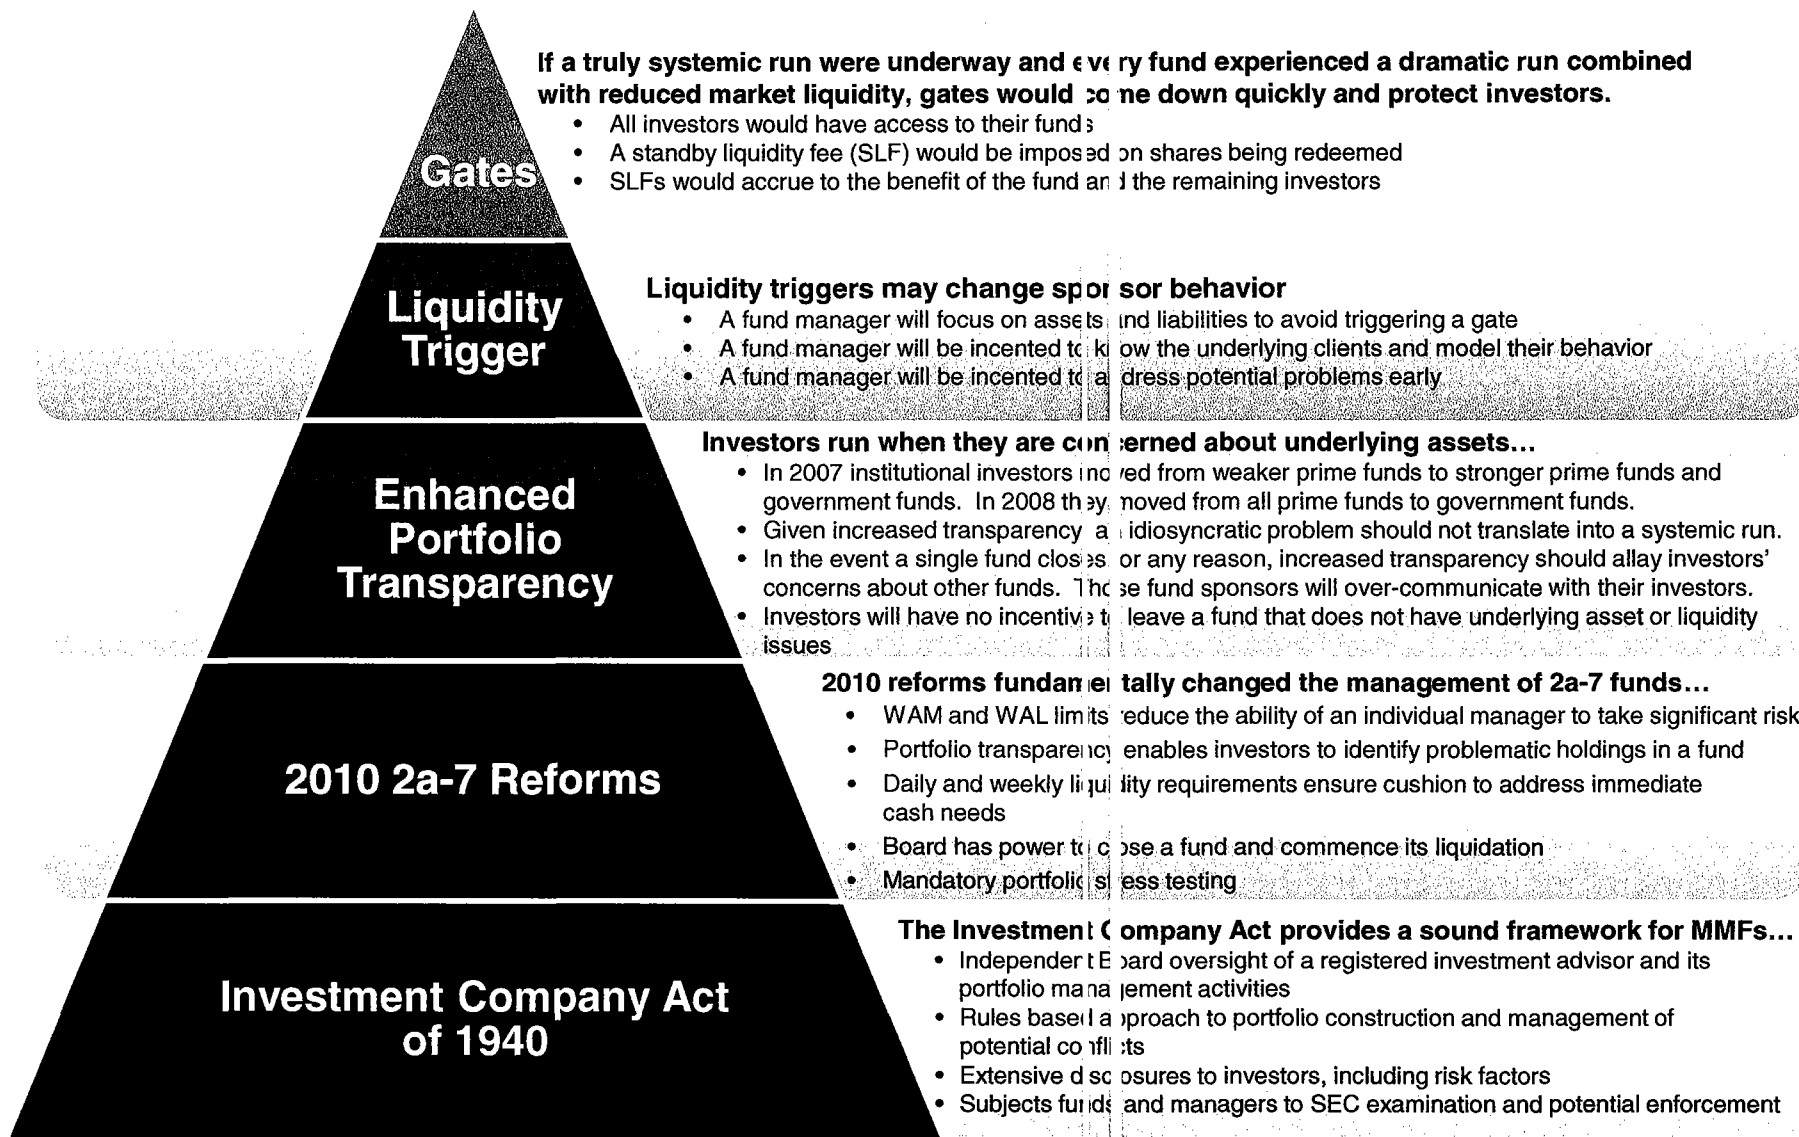 If a truly systemic run were underway and every fund experienced a dramatic run combined
with reduced market liquidity, gates would come down quickly and protect investors.
• All investors would have access to their funds
• A standby liquidity fee (SLF) would be imposed on shares being redeemed
• SLFs would accrue to the benefit of the fund and the remaining investors
Gates
Liquidity triggers may change sponsor behavior
• A fund manager will focus on assets and liabilities to avoid triggering a gate
• A fund manager will be incented to know the underlying clients and model their behavior
• A fund manager will be incented to address potential problems early
Liquidity
Trigger
Investors run when they are concerned about underlying assets...
• In 2007 institutional investors moved from weaker prime funds to stronger prime funds and
government funds. In 2008 they moved from all prime funds to government funds.
• Given increased transparency an idiosyncratic problem should not translate into a systemic run.
• In the event a single fund closes for any reason, increased transparency should allay investors'
concerns about other funds. Those fund sponsors will over-communicate with their investors.
• Investors will have no incentive to leave a fund that does not have underlying asset or liquidity
issues
Enhanced
Portfolio
Transparency
2010 reforms fundamentally changed the management of 2a-7 funds...
• WAM and WAL limits reduce the ability of an individual manager to take significant risk
• Portfolio transparency enables investors to identify problematic holdings in a fund
• Daily and weekly liquidity requirements ensure cushion to address immediate
cash needs
• Board has power to close a fund and commence its liquidation
• Mandatory portfolio stress testing
2010 2a-7 Reforms
The Investment Company Act provides a sound framework for MMFs...
• Independent Board oversight of a registered investment advisor and its
portfolio management activities
• Rules based approach to portfolio construction and management of
potential conflicts
• Extensive disclosures to investors, including risk factors
• Subjects funds and managers to SEC examination and potential enforcement
Investment Company Act
of 1940